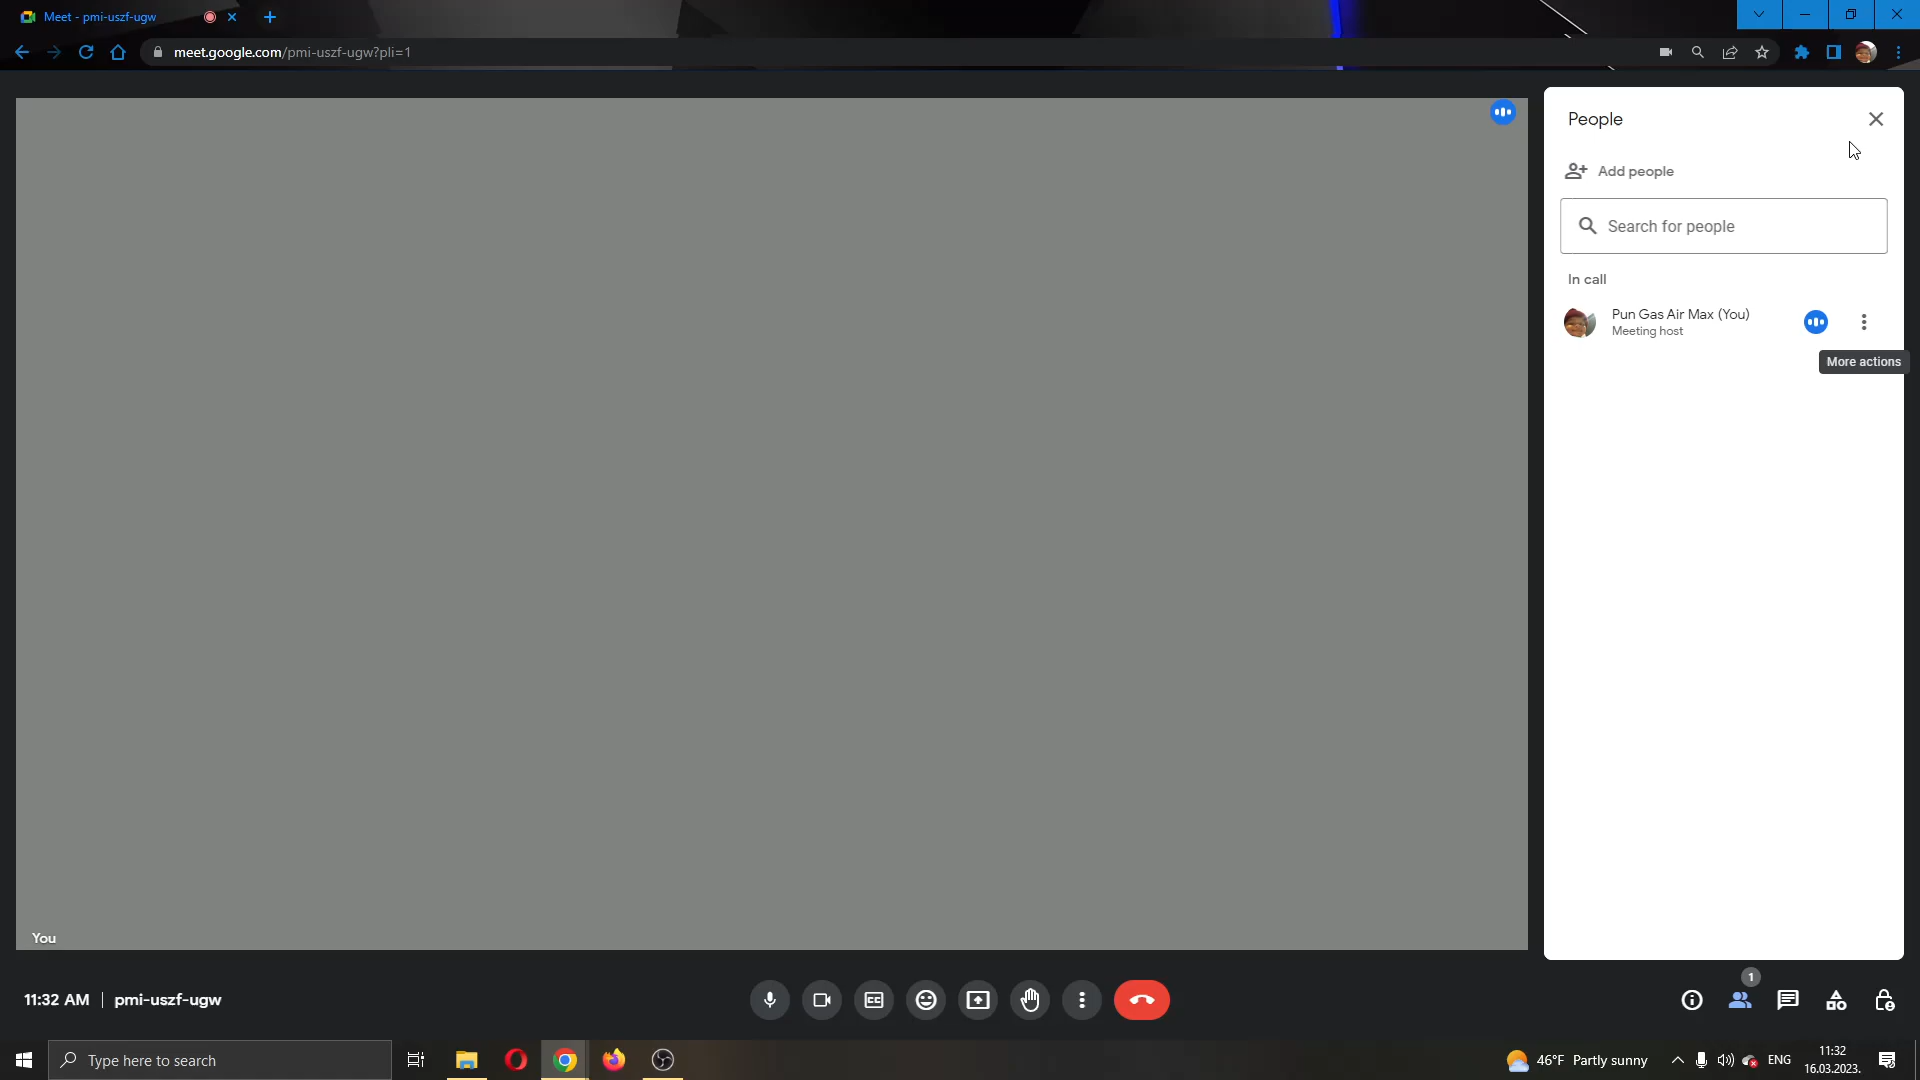 Meet - pmi-uszf-ugw
meet.google.com/pmi-uszf-ugw?pli=1
People
Add people
Search for people
In call
Pun Gas Air Max (You)
Meeting host
More actions
You
11:32 AM | pmi-uszf-ugw
CC
1
Type here to search
46°F Partly sunny
ENG
11:32
16.03.2023.